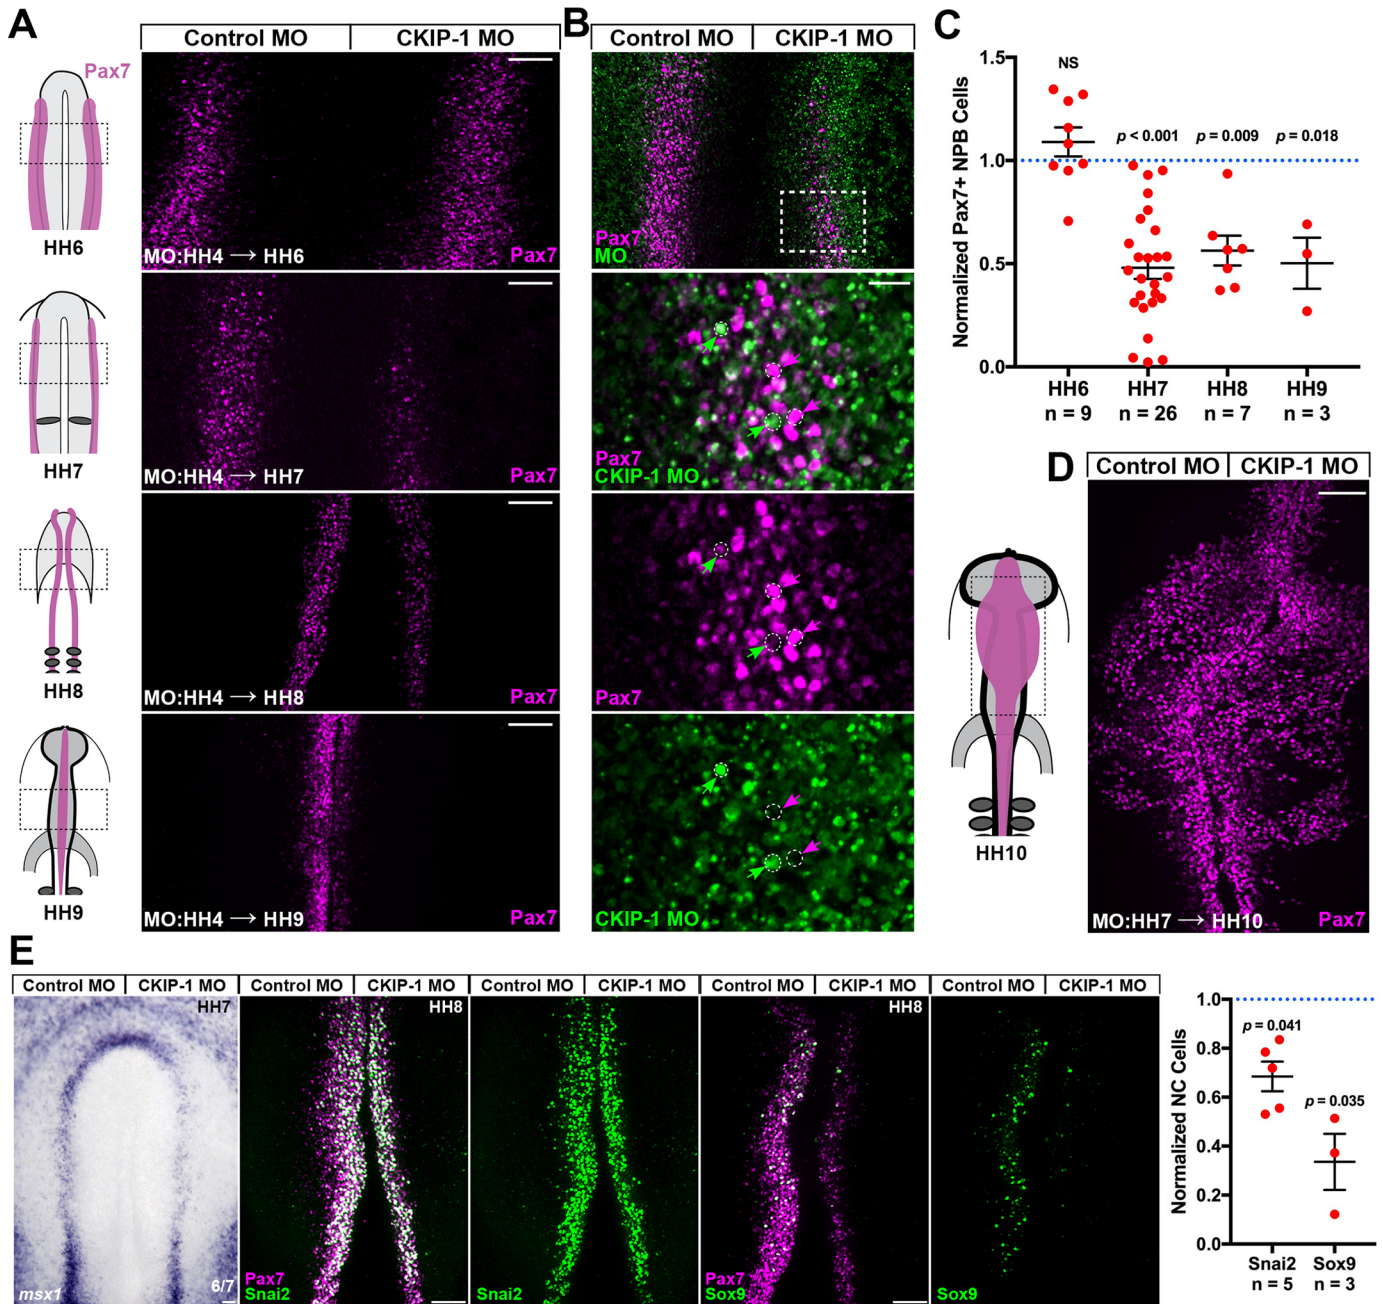 A
Control MO
CKIP-1 MO
Pax7
HH6
MO:HH4 → HH6
Pax7
HH7
MO:HH4 → HH7
Pax7
HH8
MO:HH4 → HH8
Pax7
HH9
MO:HH4 → HH9
Pax7
B
Control MO
CKIP-1 MO
Pax7
MO
Pax7
CKIP-1 MO
Pax7
CKIP-1 MO
C
Normalized Pax7+ NPB Cells
1.5
1.0
0.5
0.0
NS
p < 0.001
p = 0.009
p = 0.018
HH6
HH7
HH8
HH9
n = 9
n = 26
n = 7
n = 3
D
Control MO
CKIP-1 MO
HH10
MO:HH7 → HH10
Pax7
E
Control MO
CKIP-1 MO
HH7
msx1
6/7
Control MO
CKIP-1 MO
HH8
Pax7
Snai2
Control MO
CKIP-1 MO
Snai2
Control MO
CKIP-1 MO
HH8
Pax7
Sox9
Control MO
CKIP-1 MO
Sox9
Normalized NC Cells
1.0
0.8
0.6
0.4
0.2
0.0
p = 0.041
p = 0.035
Snai2
Sox9
n = 5
n = 3